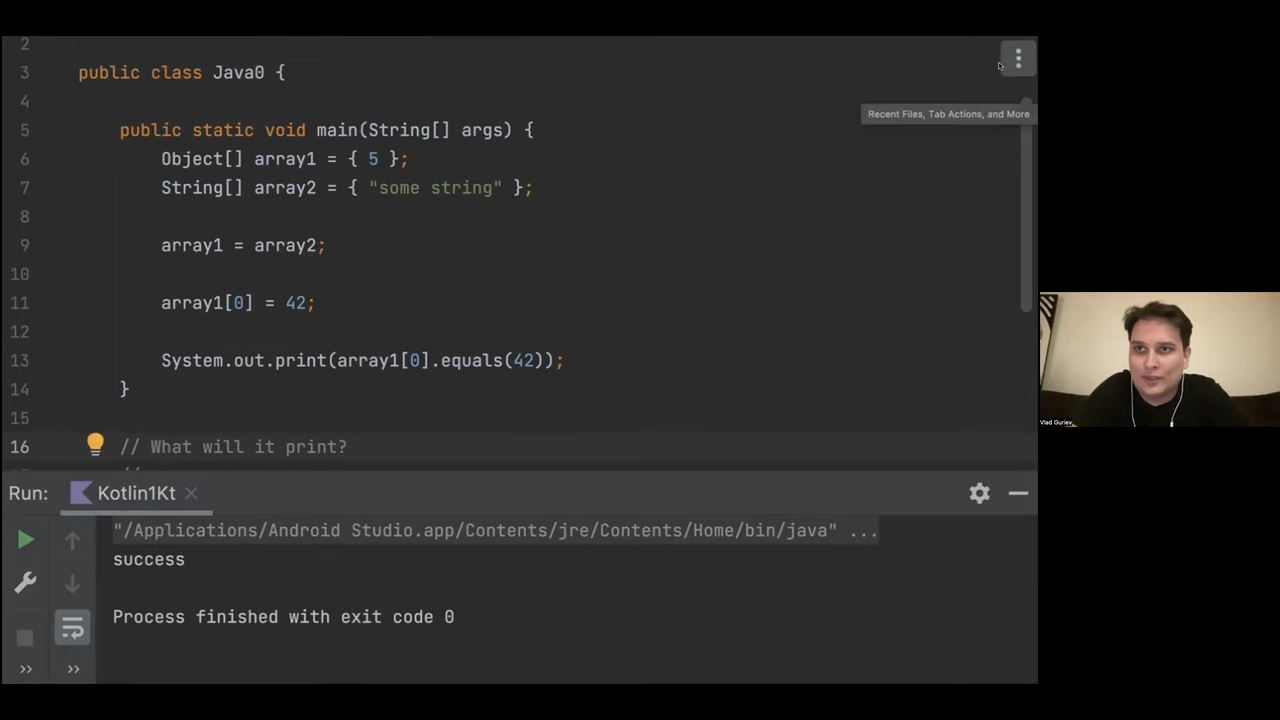 2
3 public class Java0 {
4
5 public static void main(String[] args) {
6 Object[] array1 = { 5 };
7 String[] array2 = { "some string" };
8
9 array1 = array2;
10
11 array1[0] = 42;
12
13 System.out.print(array1[0].equals(42));
14 }
15
16 // What will it print?
//
Recent Files, Tab Actions, and More
Vlad Guriev
Run: Kotlin1Kt
"/Applications/Android Studio.app/Contents/jre/Contents/Home/bin/java" ...
success
Process finished with exit code 0